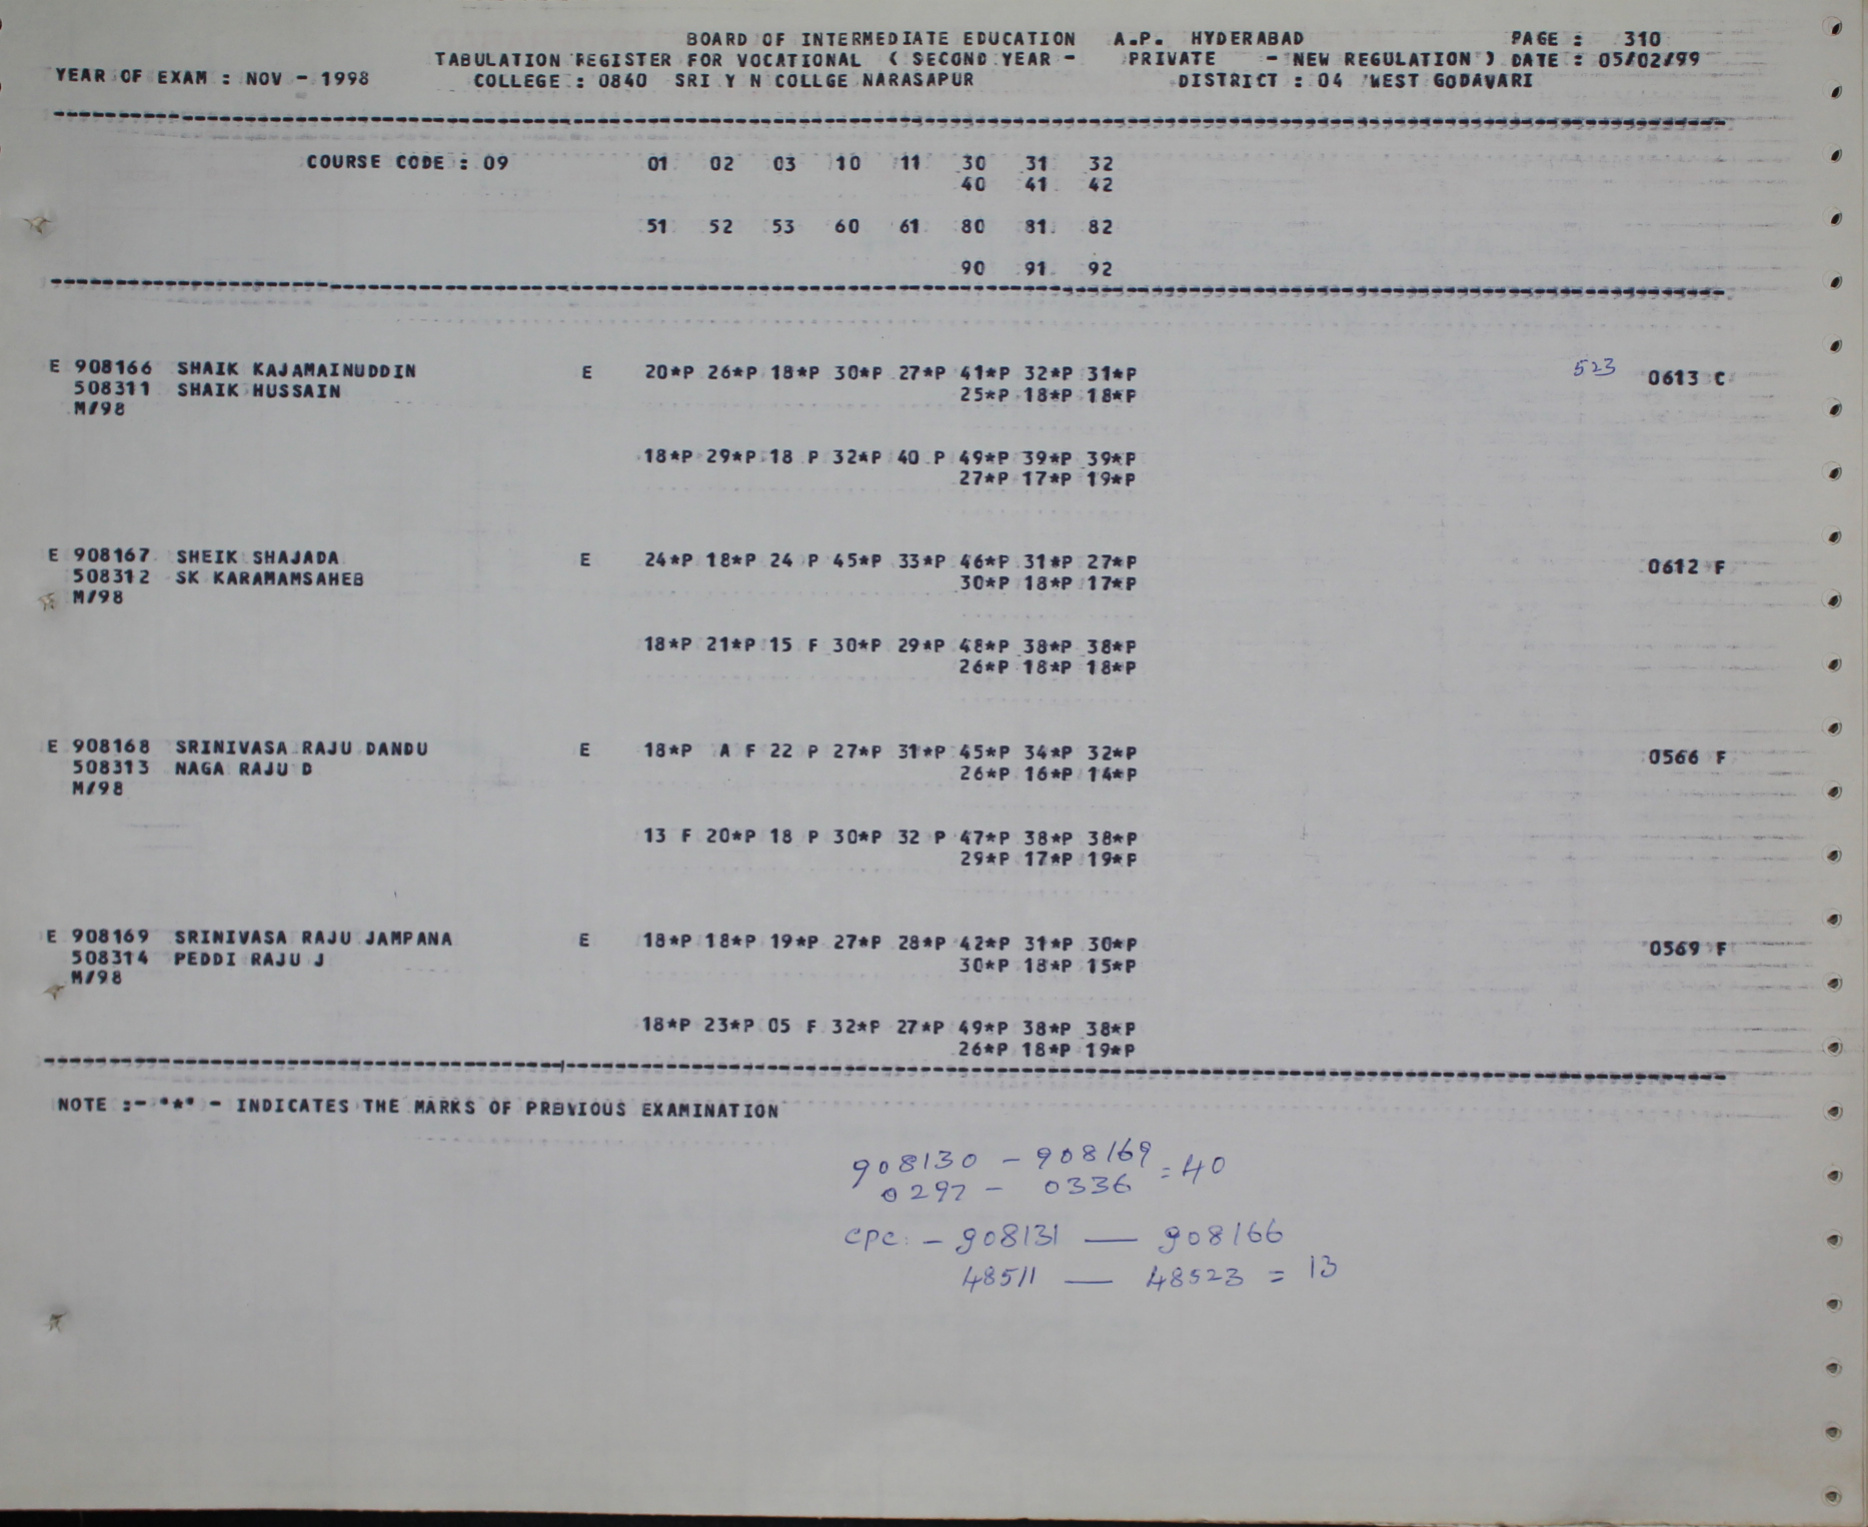 BOARD OF INTERMEDIATE EDUCATION A.P. HYDERABAD PAGE : 310
TABULATION REGISTER FOR VOCATIONAL ( SECOND YEAR - PRIVATE - NEW REGULATION ) DATE : 05/02/99
YEAR OF EXAM : NOV - 1998 COLLEGE : 0840 SRI Y N COLLGE NARASAPUR DISTRICT : 04 WEST GODAVARI
COURSE CODE : 09 01 02 03 10 11 30 31 32
40 41 42
51 52 53 60 61 80 81 82
90 91 92
E 908166 SHAIK KAJAMAINUDDIN E 20*P 26*P 18*P 30*P 27*P 41*P 32*P 31*P 523 0613 C
508311 SHAIK HUSSAIN 25*P 18*P 18*P
M/98
18*P 29*P 18 P 32*P 40 P 49*P 39*P 39*P
27*P 17*P 19*P
E 908167 SHEIK SHAJADA E 24*P 18*P 24 P 45*P 33*P 46*P 31*P 27*P 0612 F
508312 SK KARAMAMSAHEB 30*P 18*P 17*P
M/98
18*P 21*P 15 F 30*P 29*P 48*P 38*P 38*P
26*P 18*P 18*P
E 908168 SRINIVASA RAJU DANDU E 18*P A F 22 P 27*P 31*P 45*P 34*P 32*P 0566 F
508313 NAGA RAJU D 26*P 16*P 14*P
M/98
13 F 20*P 18 P 30*P 32 P 47*P 38*P 38*P
29*P 17*P 19*P
E 908169 SRINIVASA RAJU JAMPANA E 18*P 18*P 19*P 27*P 28*P 42*P 31*P 30*P 0569 F
508314 PEDDI RAJU J 30*P 18*P 15*P
M/98
18*P 23*P 05 F 32*P 27*P 49*P 38*P 38*P
26*P 18*P 19*P
NOTE :- "*" - INDICATES THE MARKS OF PREVIOUS EXAMINATION
908130 - 908169 = 40
0297 - 0336
CPC: - 908131 — 908166
48511 — 48523 = 13